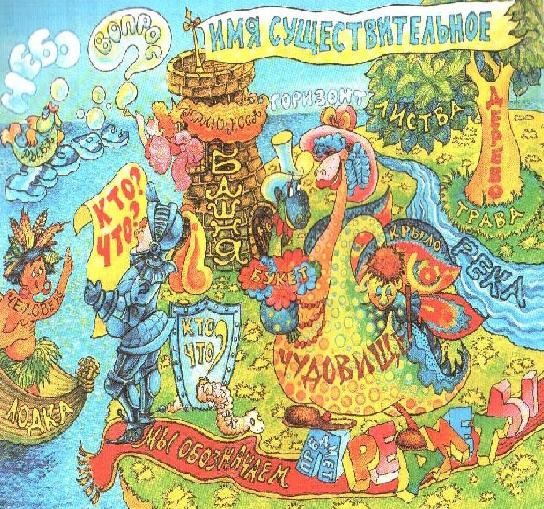 НЕБО
ВОПРОС
ИМЯ СУЩЕСТВИТЕЛЬНОЕ
ГОРИЗОНТ
ЛИСТВА
ДЕРЕВО
БАШНЯ
КТО?
ЧТО?
ТРАВА
КРЫЛО
РЕКА
БУКЕТ
ЧЕЛОВЕК
КТО
ЧТО?
ЧУДОВИЩ
ЛОДКА
МЫ ОБОЗНАЧАЕМ
ПРЕДМЕТЫ